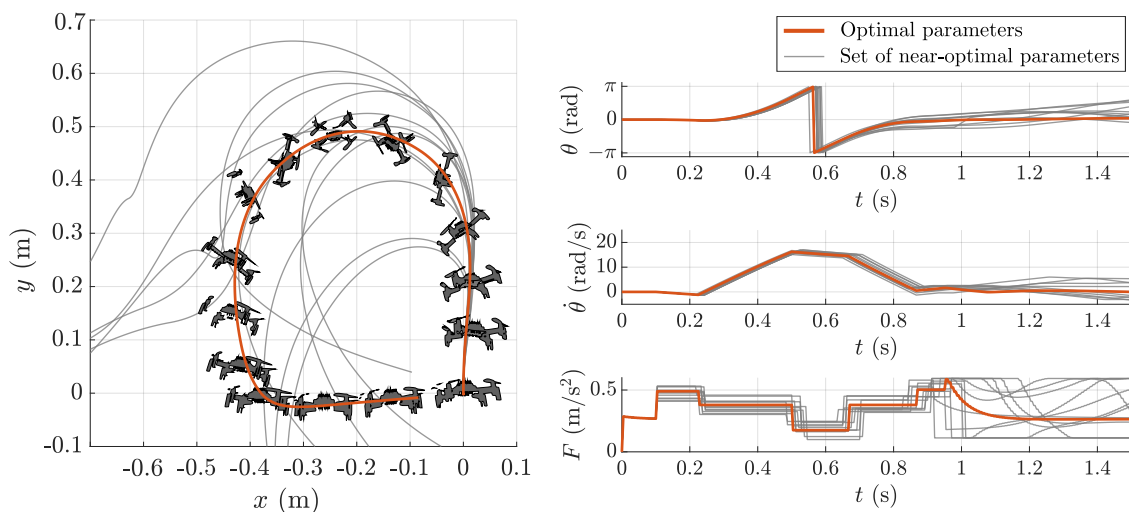 0.7
0.6
0.5
0.4
0.3
0.2
0.1
0
-0.1
y (m)
-0.6 -0.5 -0.4 -0.3 -0.2 -0.1 0 0.1
x (m)
Optimal parameters
Set of near-optimal parameters
π
0
−π
θ (rad)
0 0.2 0.4 0.6 0.8 1 1.2 1.4
t (s)
20
10
0
θ̇ (rad/s)
0 0.2 0.4 0.6 0.8 1 1.2 1.4
t (s)
0.5
0
F (m/s²)
0 0.2 0.4 0.6 0.8 1 1.2 1.4
t (s)